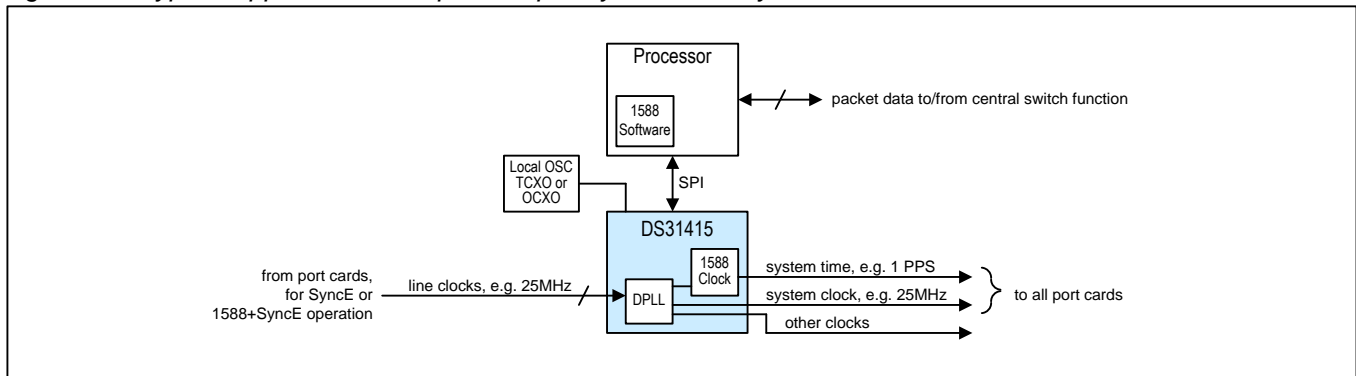 Processor
1588
Software
packet data to/from central switch function
Local OSC
TCXO or
OCXO
SPI
DS31415
1588
Clock
DPLL
from port cards,
for SyncE or
1588+SyncE operation
line clocks, e.g. 25MHz
system time, e.g. 1 PPS
system clock, e.g. 25MHz
other clocks
to all port cards